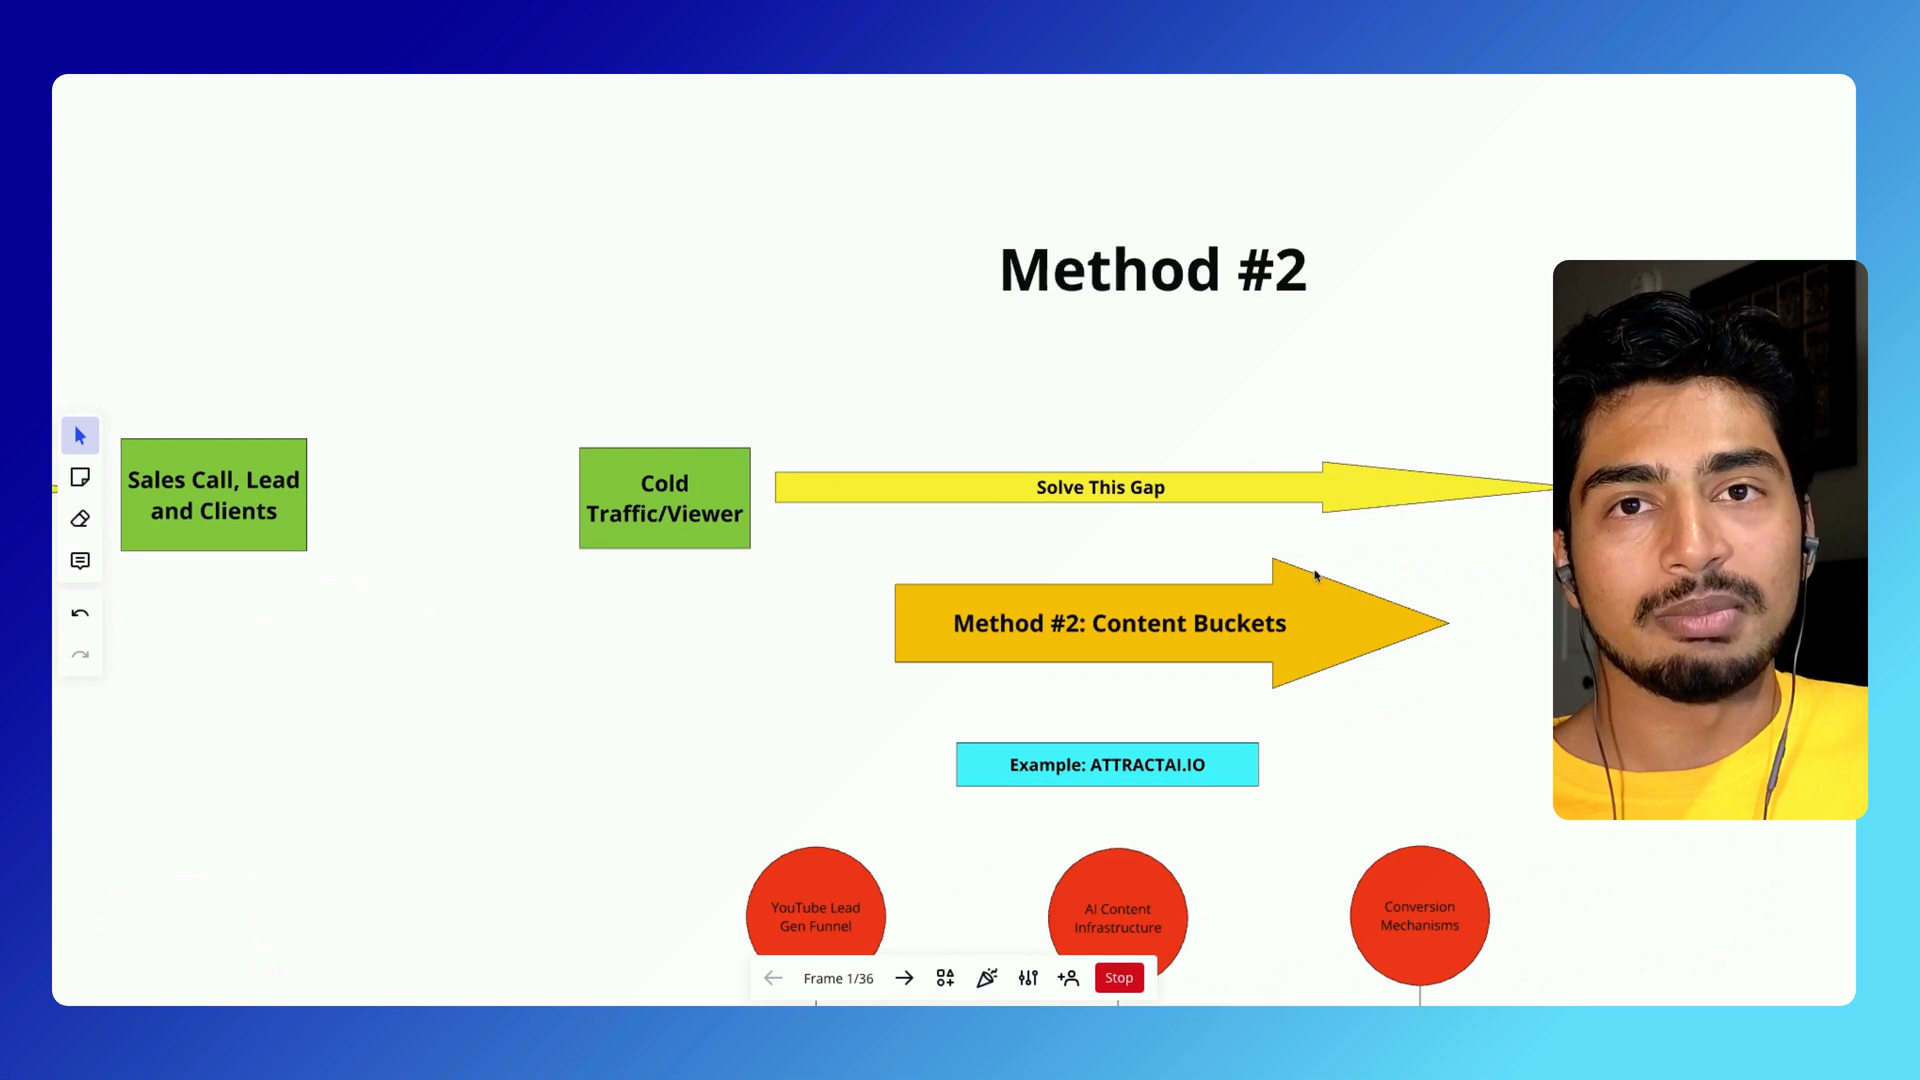 Method #2
Sales Call, Lead
and Clients
Cold
Traffic/Viewer
Solve This Gap
Method #2: Content Buckets
Example: ATTRACTAI.IO
YouTube Lead
Gen Funnel
AI Content
Infrastructure
Conversion
Mechanisms
Frame 1/36
Stop